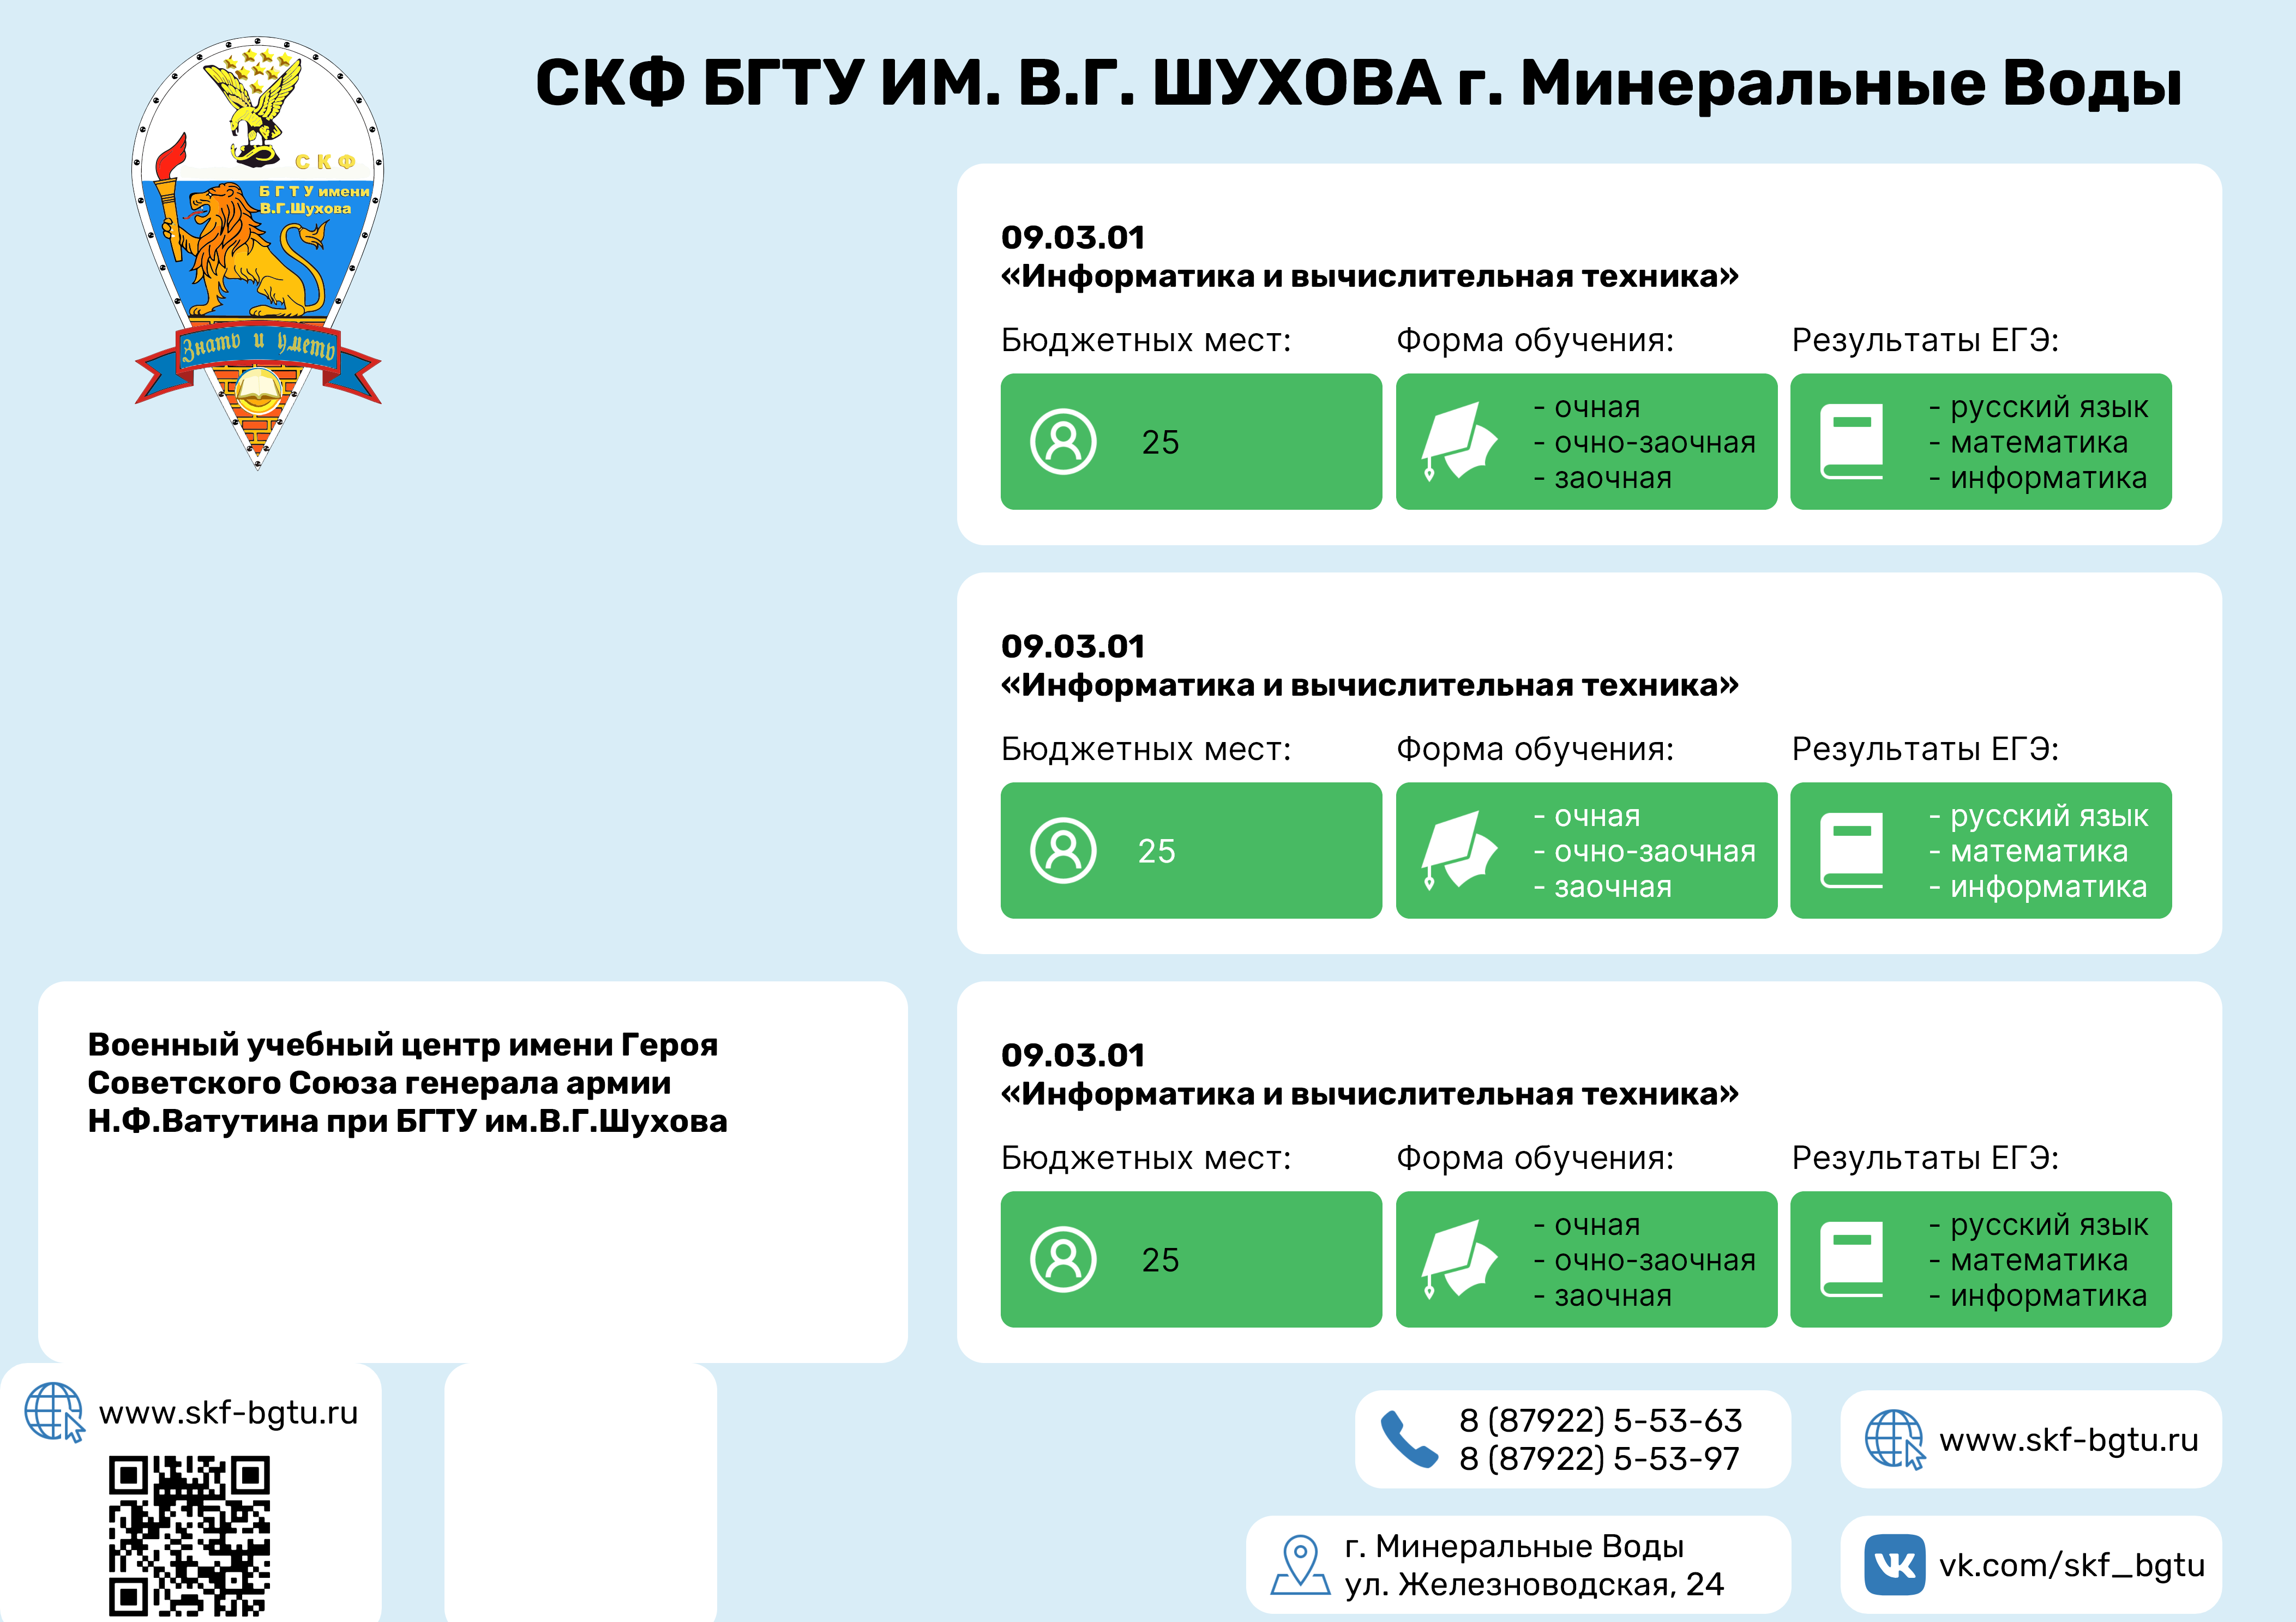 СКФ БГТУ ИМ. В.Г. ШУХОВА г. Минеральные Воды
С К Ф
Б Г Т У имени
В.Г.Шухова
Знать и уметь
09.03.01
«Информатика и вычислительная техника»
Бюджетных мест:
25
Форма обучения:
- очная
- очно-заочная
- заочная
Результаты ЕГЭ:
- русский язык
- математика
- информатика
09.03.01
«Информатика и вычислительная техника»
Бюджетных мест:
25
Форма обучения:
- очная
- очно-заочная
- заочная
Результаты ЕГЭ:
- русский язык
- математика
- информатика
Военный учебный центр имени Героя
Советского Союза генерала армии
Н.Ф.Ватутина при БГТУ им.В.Г.Шухова
09.03.01
«Информатика и вычислительная техника»
Бюджетных мест:
25
Форма обучения:
- очная
- очно-заочная
- заочная
Результаты ЕГЭ:
- русский язык
- математика
- информатика
www.skf-bgtu.ru
8 (87922) 5-53-63
8 (87922) 5-53-97
www.skf-bgtu.ru
г. Минеральные Воды
ул. Железноводская, 24
vk.com/skf_bgtu